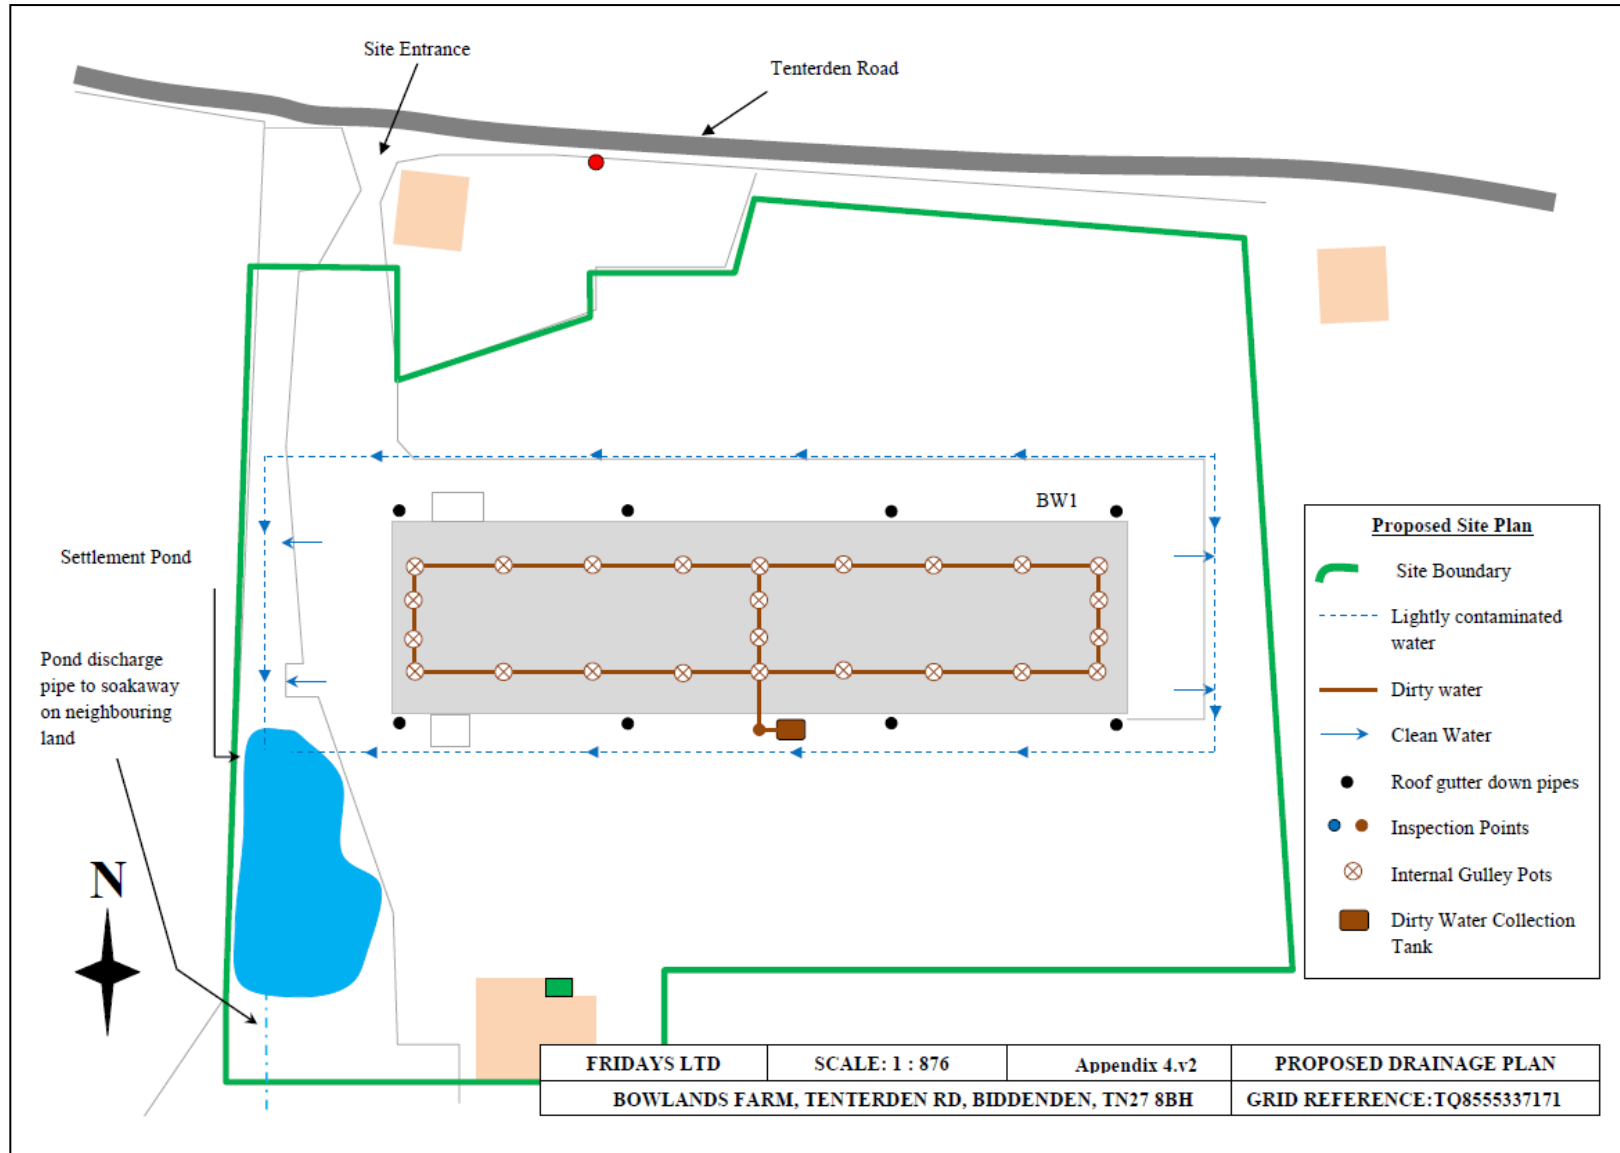 Site Entrance
Tenterden Road
BW1
Settlement Pond
Pond discharge
pipe to soakaway
on neighbouring
land
N
Proposed Site Plan
Site Boundary
Lightly contaminated
water
Dirty water
Clean Water
Roof gutter down pipes
Inspection Points
Internal Gulley Pots
Dirty Water Collection
Tank
FRIDAYS LTD
SCALE: 1 : 876
Appendix 4.v2
PROPOSED DRAINAGE PLAN
BOWLANDS FARM, TENTERDEN RD, BIDDENDEN, TN27 8BH
GRID REFERENCE:TQ8555337171